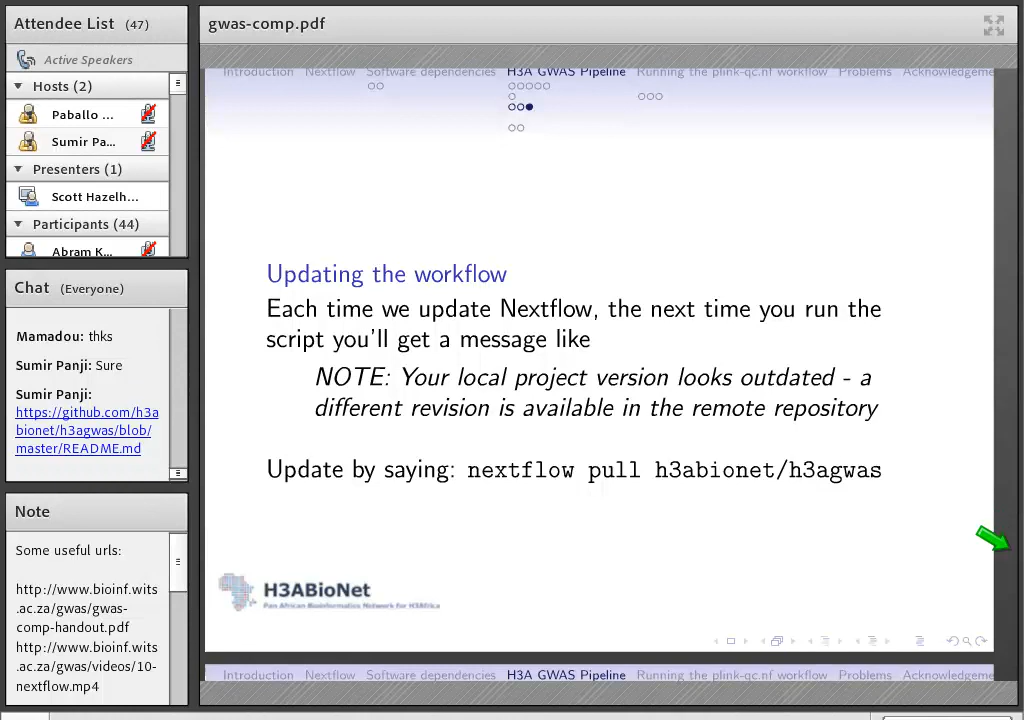 Attendee List (47)
Active Speakers
Hosts (2)
Paballo ...
Sumir Pa...
Presenters (1)
Scott Hazelh...
Participants (44)
Abram K...
Chat (Everyone)
Mamadou: thks
Sumir Panji: Sure
Sumir Panji:
https://github.com/h3a
bionet/h3agwas/blob/
master/README.md
Note
Some useful urls:
http://www.bioinf.wits
.ac.za/gwas/gwas-
comp-handout.pdf
http://www.bioinf.wits
.ac.za/gwas/videos/10-
nextflow.mp4
gwas-comp.pdf
Introduction Nextflow Software dependencies H3A GWAS Pipeline Running the plink-qc.nf workflow Problems Acknowledgeme
Updating the workflow
Each time we update Nextflow, the next time you run the
script you'll get a message like
NOTE: Your local project version looks outdated - a
different revision is available in the remote repository
Update by saying: nextflow pull h3abionet/h3agwas
H3ABioNet
Pan African Bioinformatics Network for H3Africa
Introduction Nextflow Software dependencies H3A GWAS Pipeline Running the plink-qc.nf workflow Problems Acknowledgeme